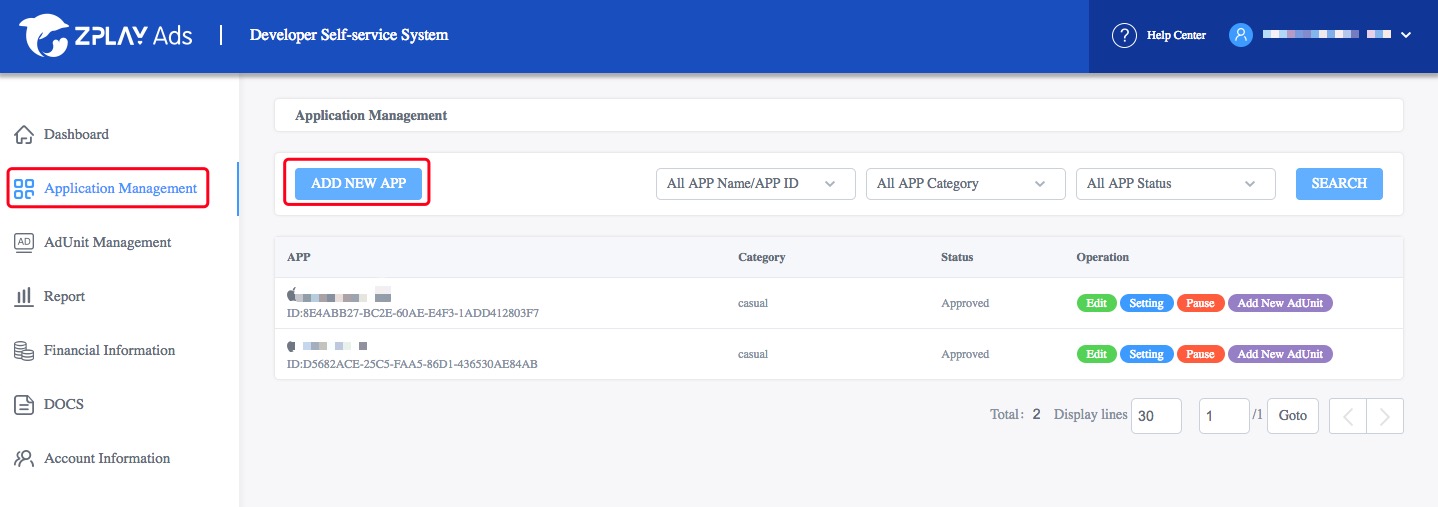 ZPLAY Ads | Developer Self-service System
? Help Center
Dashboard
Application Management
AD AdUnit Management
Report
Financial Information
DOCS
Account Information
Application Management
ADD NEW APP All APP Name/APP ID All APP Category All APP Status SEARCH
APP Category Status Operation
casual Approved Edit Setting Pause Add New AdUnit
ID:8E4ABB27-BC2E-60AE-E4F3-1ADD412803F7
casual Approved Edit Setting Pause Add New AdUnit
ID:D5682ACE-25C5-FAA5-86D1-436530AE84AB
Total: 2 Display lines 30 1 /1 Goto